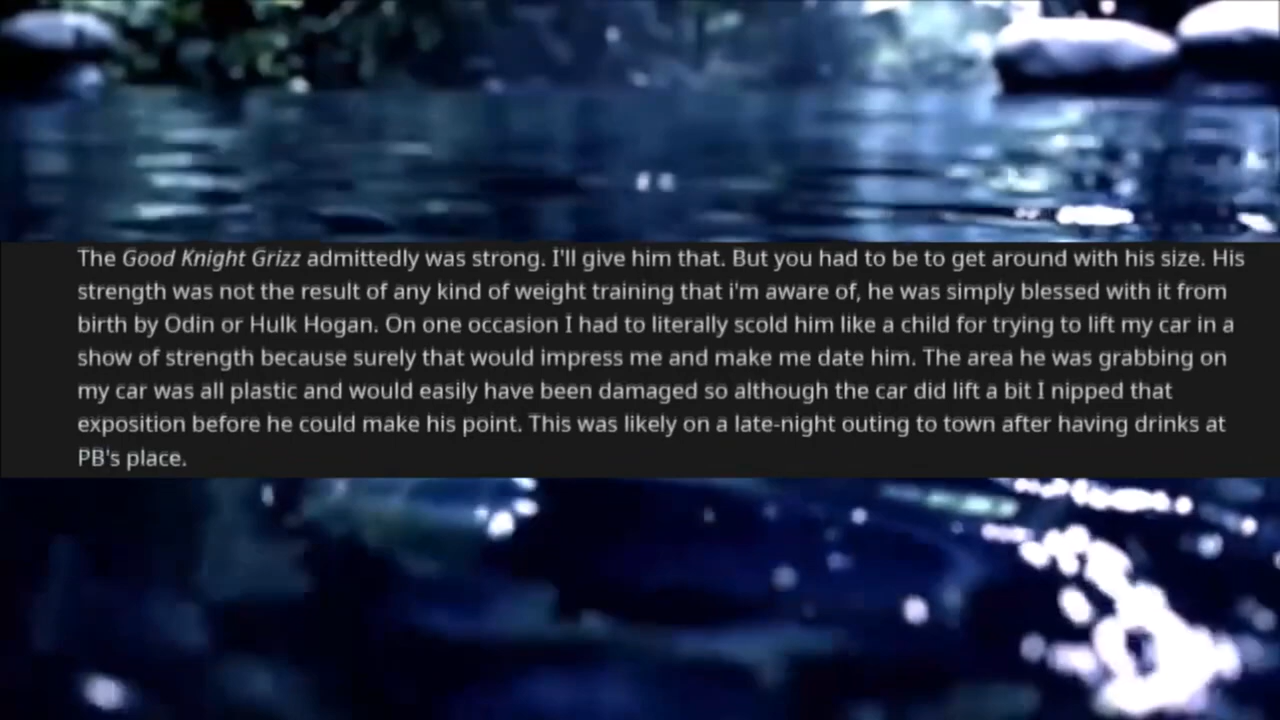 The Good Knight Grizz admittedly was strong. I'll give him that. But you had to be to get around with his size. His
strength was not the result of any kind of weight training that i'm aware of, he was simply blessed with it from
birth by Odin or Hulk Hogan. On one occasion I had to literally scold him like a child for trying to lift my car in a
show of strength because surely that would impress me and make me date him. The area he was grabbing on
my car was all plastic and would easily have been damaged so although the car did lift a bit I nipped that
exposition before he could make his point. This was likely on a late-night outing to town after having drinks at
PB's place.